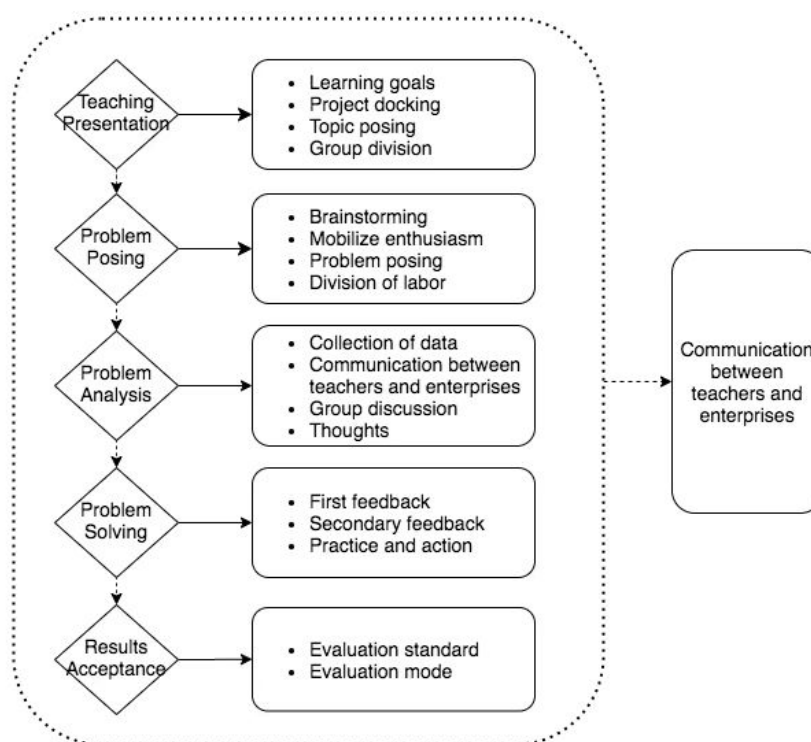 Teaching
Presentation
• Learning goals
• Project docking
• Topic posing
• Group division
Problem
Posing
• Brainstorming
• Mobilize enthusiasm
• Problem posing
• Division of labor
Problem
Analysis
• Collection of data
• Communication between
teachers and enterprises
• Group discussion
• Thoughts
Problem
Solving
• First feedback
• Secondary feedback
• Practice and action
Results
Acceptance
• Evaluation standard
• Evaluation mode
Communication
between
teachers and
enterprises